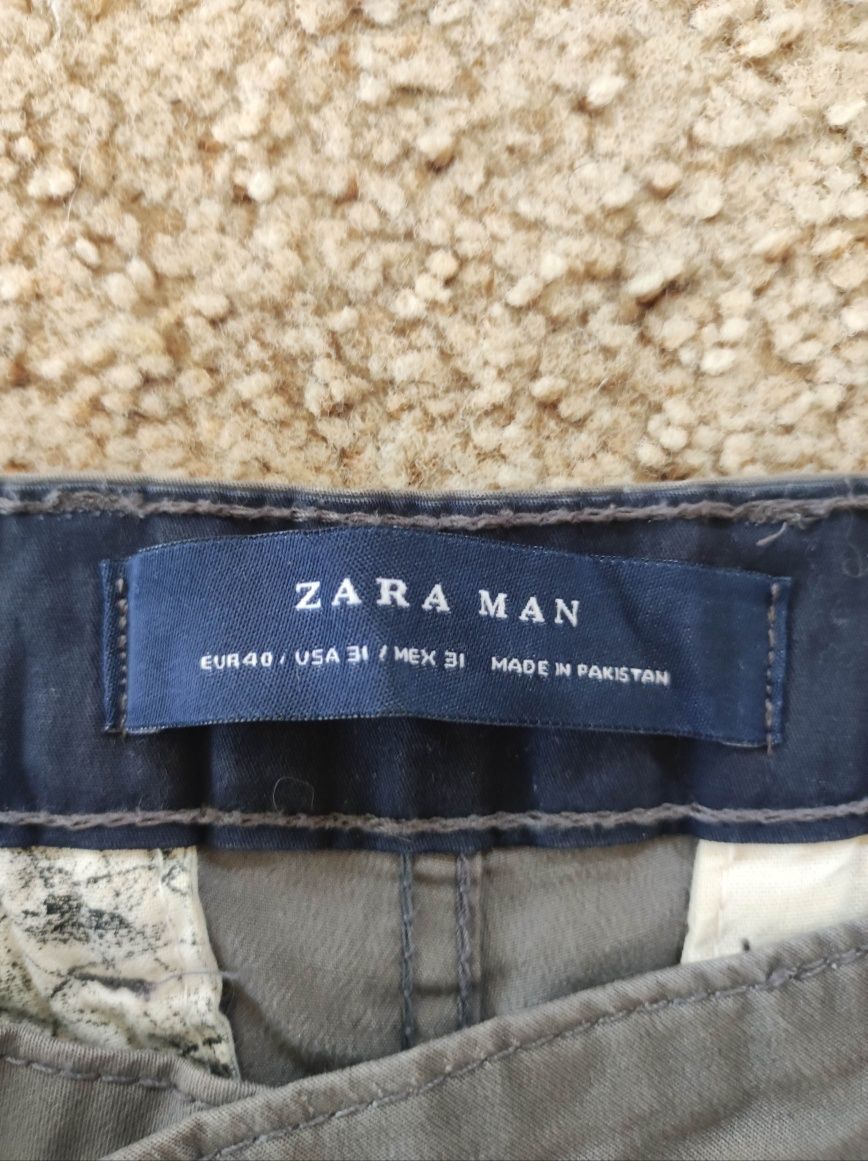 ZARA MAN
EUR 40 / USA 31 / MEX 31 MADE IN PAKISTAN